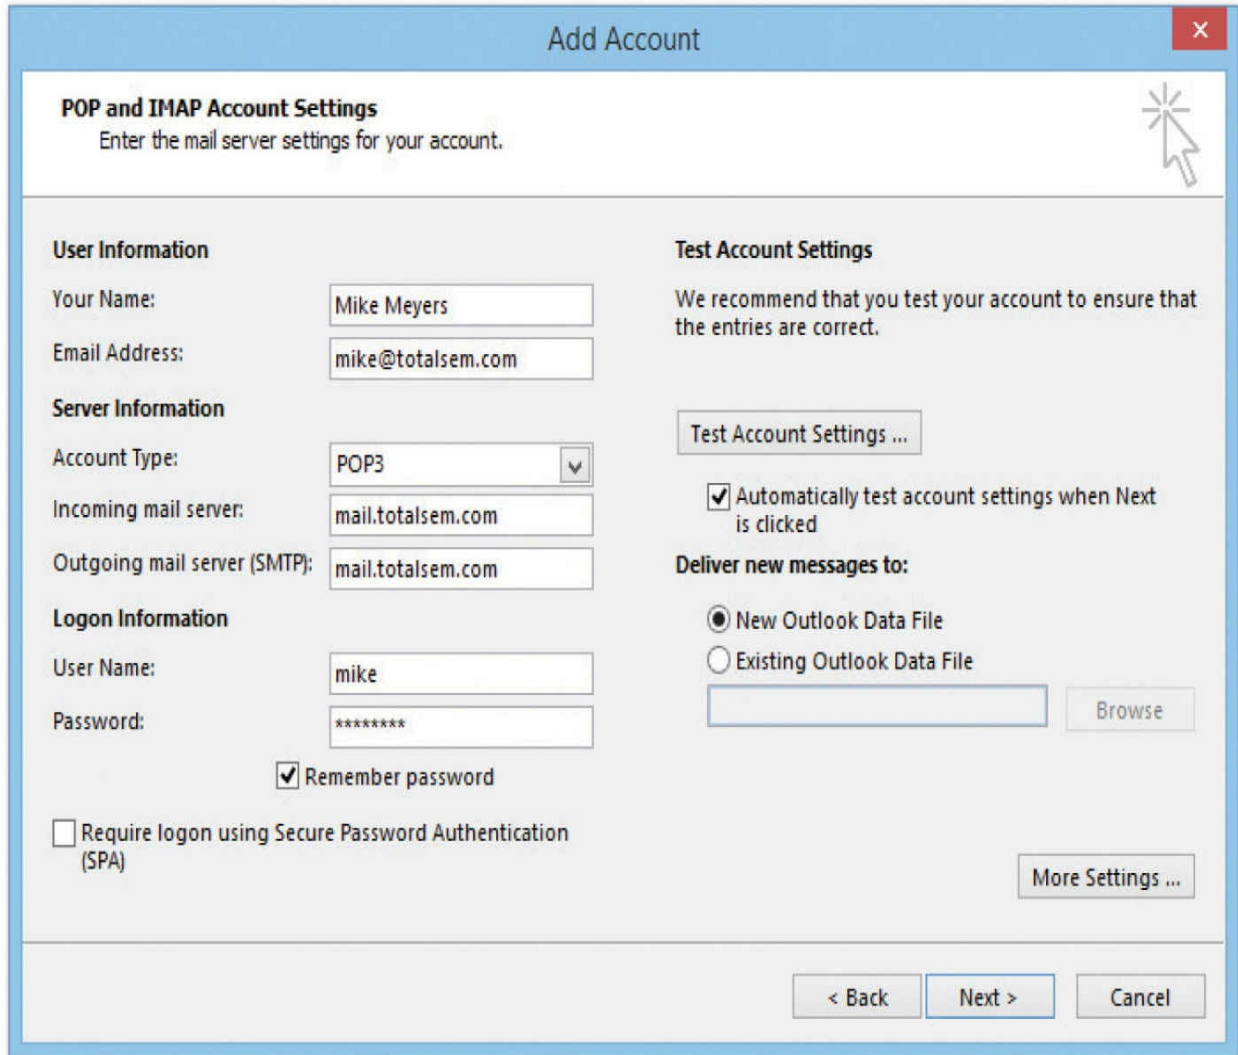 Add Account
x
POP and IMAP Account Settings
Enter the mail server settings for your account.
User Information
Your Name:
Mike Meyers
Email Address:
mike@totalsem.com
Server Information
Account Type:
POP3
Incoming mail server:
mail.totalsem.com
Outgoing mail server (SMTP):
mail.totalsem.com
Logon Information
User Name:
mike
Password:
********
Remember password
Require logon using Secure Password Authentication
(SPA)
Test Account Settings
We recommend that you test your account to ensure that
the entries are correct.
Test Account Settings ...
Automatically test account settings when Next
is clicked
Deliver new messages to:
New Outlook Data File
Existing Outlook Data File
Browse
More Settings ...
< Back
Next >
Cancel